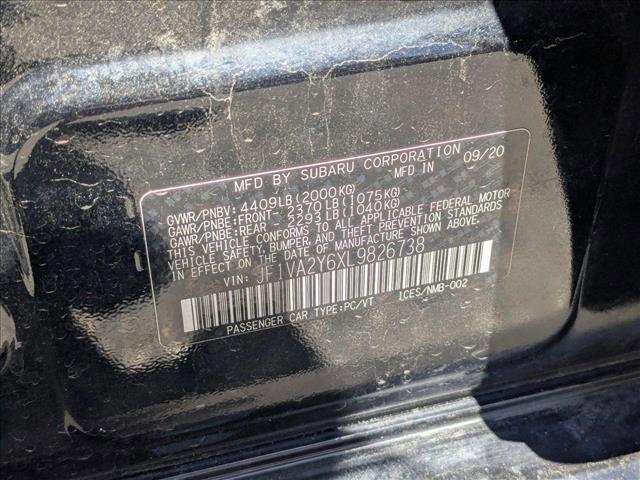 MFD BY SUBARU CORPORATION 09/20
MFD IN
GVWR/PNBV: 4409LB(2000KG)
GAWR/PNBE:FRONT- 2370LB(1075KG)
GAWR/PNBE:REAR - 2293LB(1040KG)
THIS VEHICLE CONFORMS TO ALL APPLICABLE FEDERAL MOTOR
VEHICLE SAFETY, BUMPER, AND THEFT PREVENTION STANDARDS
IN EFFECT ON THE DATE OF MANUFACTURE SHOWN ABOVE.
VIN: JF1VA2Y6XL9826738
PASSENGER CAR TYPE:PC/VT ICES/NMB-002